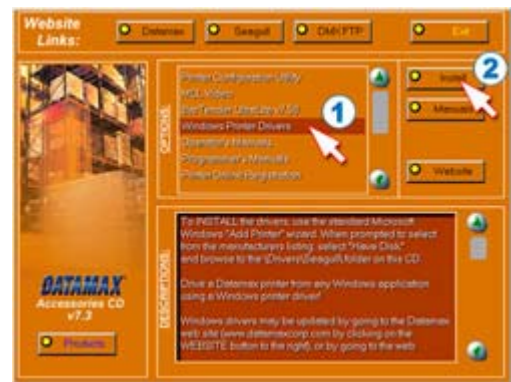 Website
Links:
Datamax
Seagull
DMX FTP
Exit
OPTIONS:
Printer Configuration Utility
MCL Video
BarTender UltraLite v7.50
Windows Printer Drivers
Operator's Manuals
Programmer's Manuals
Printer Online Registration
1
Install
2
Manuals
Website
DATAMAX
Accessories CD
v7.3
Products
DESCRIPTIONS:
To INSTALL the drivers, use the standard Microsoft
Windows "Add Printer" wizard. When prompted to select
from the manufacturers listing, select "Have Disk"
and browse to the \Drivers\Seagull\ folder on this CD.
Drive a Datamax printer from any Windows application
using a Windows printer driver!
Windows drivers may be updated by going to the Datamax
web site (www.datamaxcorp.com by clicking on the
WEBSITE button to the right), or by going to the web